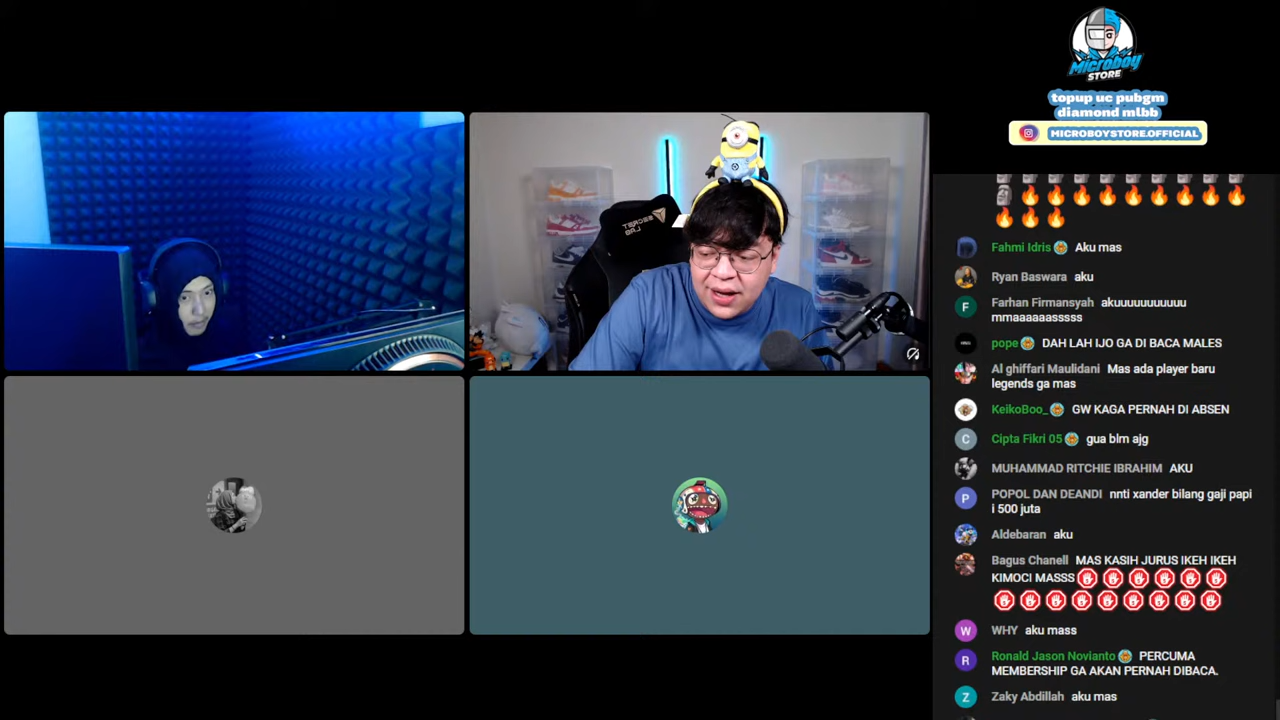 MICROBOY
STORE
topup uc pubgm
diamond mlbb
MICROBOYSTORE.OFFICIAL
SECRET
LAB
Fahmi Idris Aku mas
Ryan Baswara aku
F
Farhan Firmansyah akuuuuuuuuuu
mmaaaaaassss
pope DAH LAH IJO GA DI BACA MALES
Al ghiffari Maulidani Mas ada player baru
legends ga mas
KeikoBoo_ GW KAGA PERNAH DI ABSEN
C
Cipta Fikri 05 gua blm ajg
MUHAMMAD RITCHIE IBRAHIM AKU
P
POPOL DAN DEANDI nnti xander bilang gaji papi
i 500 juta
Aldebaran aku
Bagus Chanell MAS KASIH JURUS IKEH IKEH
KIMOCI MASSS
W
WHY aku mass
R
Ronald Jason Novianto PERCUMA
MEMBERSHIP GA AKAN PERNAH DIBACA.
Z
Zaky Abdillah aku mas